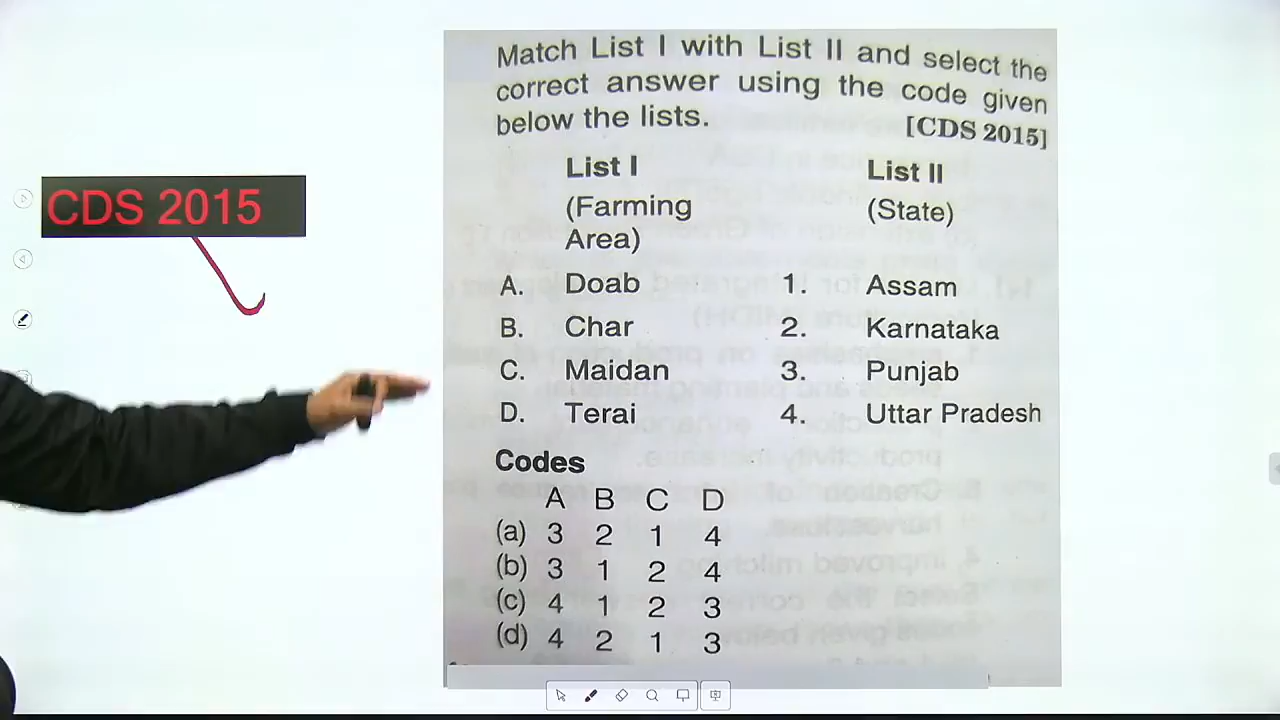 CDS 2015
Match List I with List II and select the
correct answer using the code given
below the lists.
[CDS 2015]
List I List II
(Farming (State)
Area)
A. Doab 1. Assam
B. Char 2. Karnataka
C. Maidan 3. Punjab
D. Terai 4. Uttar Pradesh
Codes
A B C D
(a) 3 2 1 4
(b) 3 1 2 4
(c) 4 1 2 3
(d) 4 2 1 3